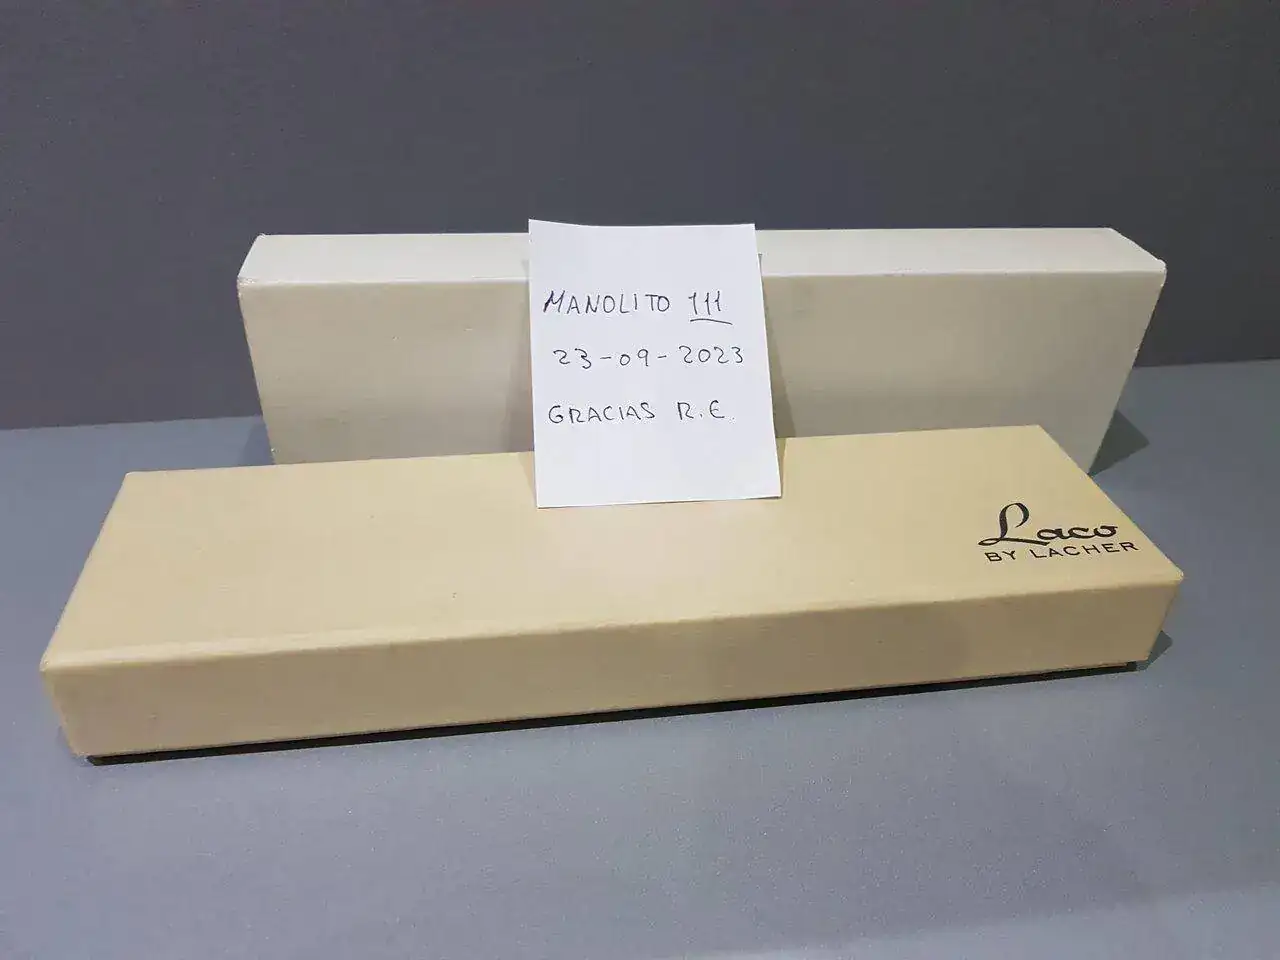 MANOLITO 111
23-09-2023
GRACIAS R.E.
Laco
BY LACHER